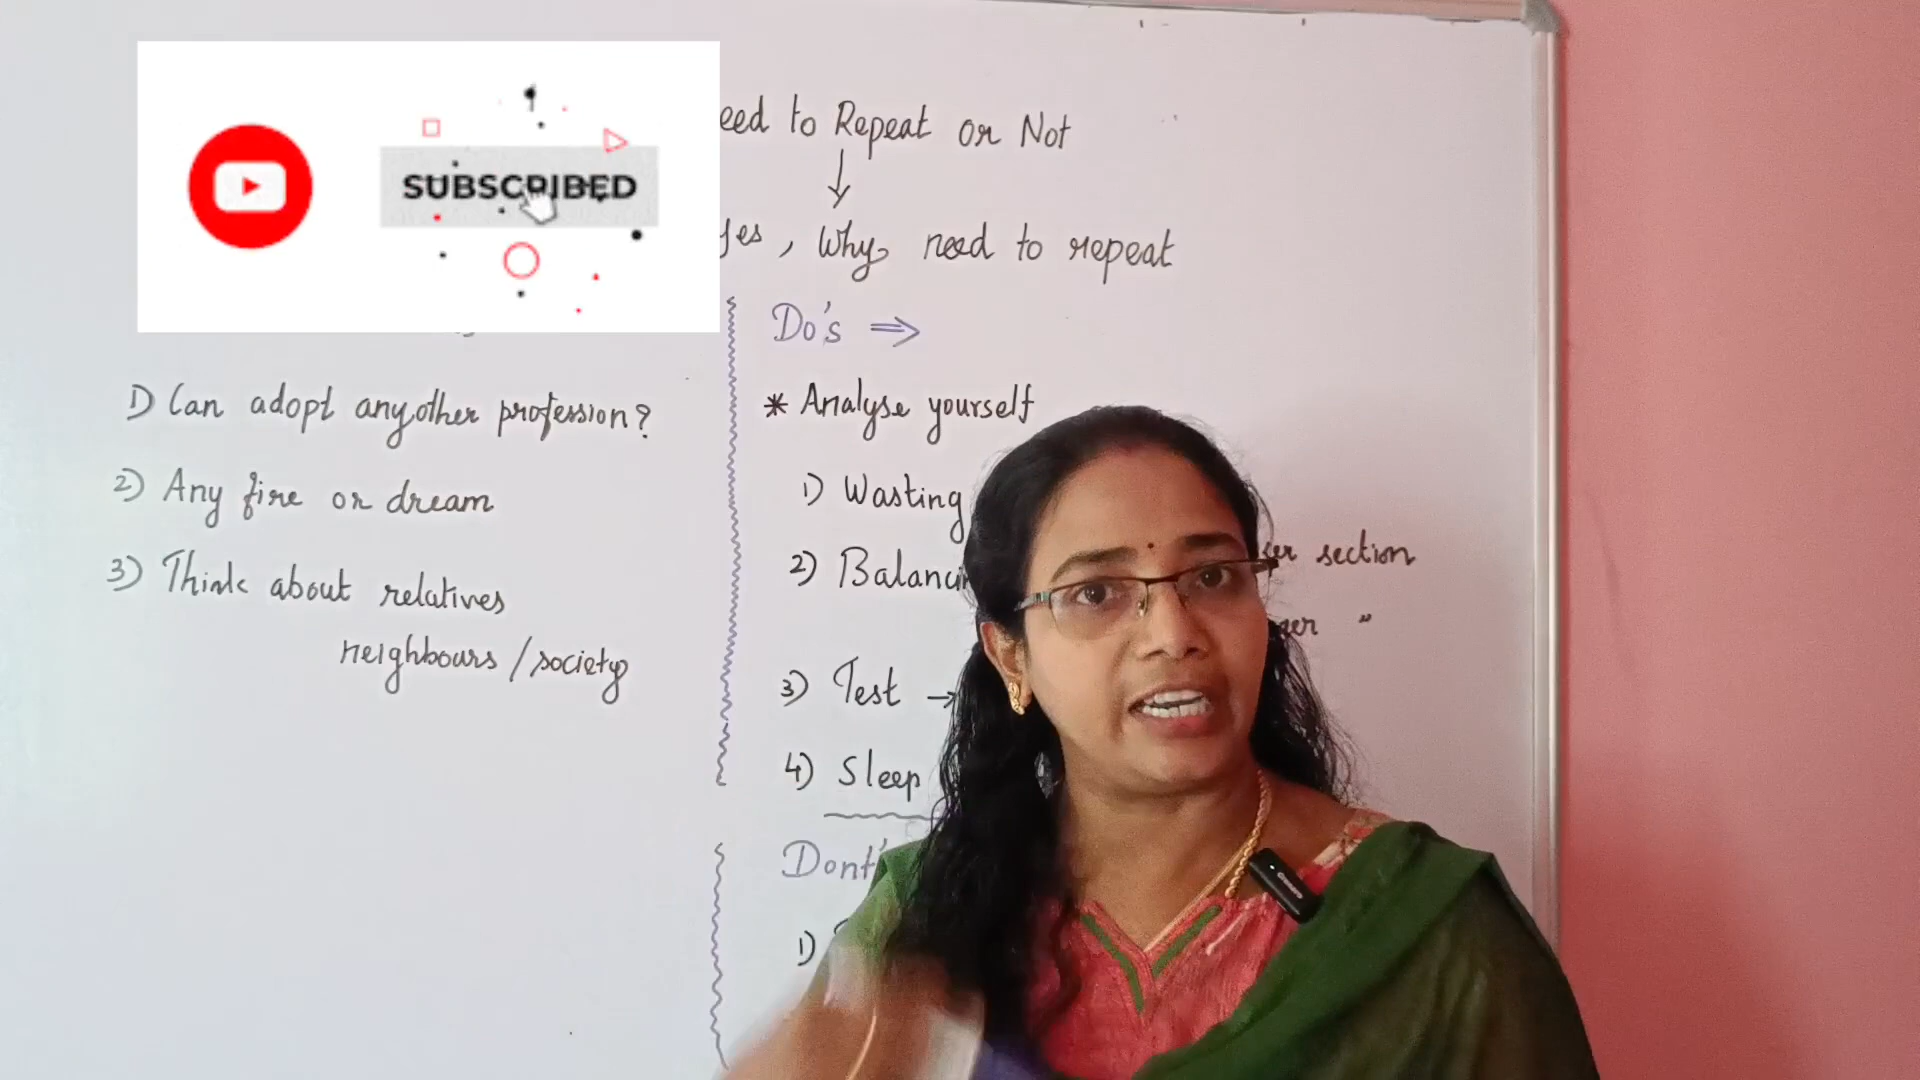 SUBSCRIBED
eed to Repeat or Not
yes, Why need to repeat
1) Can adopt anyother profession?
2) Any fire or dream
3) Think about relatives
neighbours/society
Do's ⇒
* Analyse yourself
1) Wasting
2) Balanci
section
"
3) Test →
4) Sleep
Dont'
1)